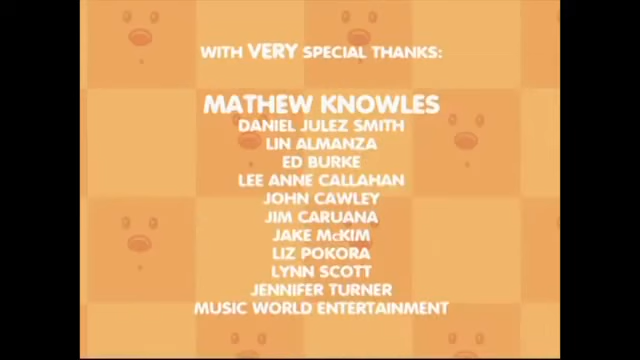 WITH VERY SPECIAL THANKS:
MATHEW KNOWLES
DANIEL JULEZ SMITH
LIN ALMANZA
ED BURKE
LEE ANNE CALLAHAN
JOHN CAWLEY
JIM CARUANA
JAKE McKIM
LIZ POKORA
LYNN SCOTT
JENNIFER TURNER
MUSIC WORLD ENTERTAINMENT